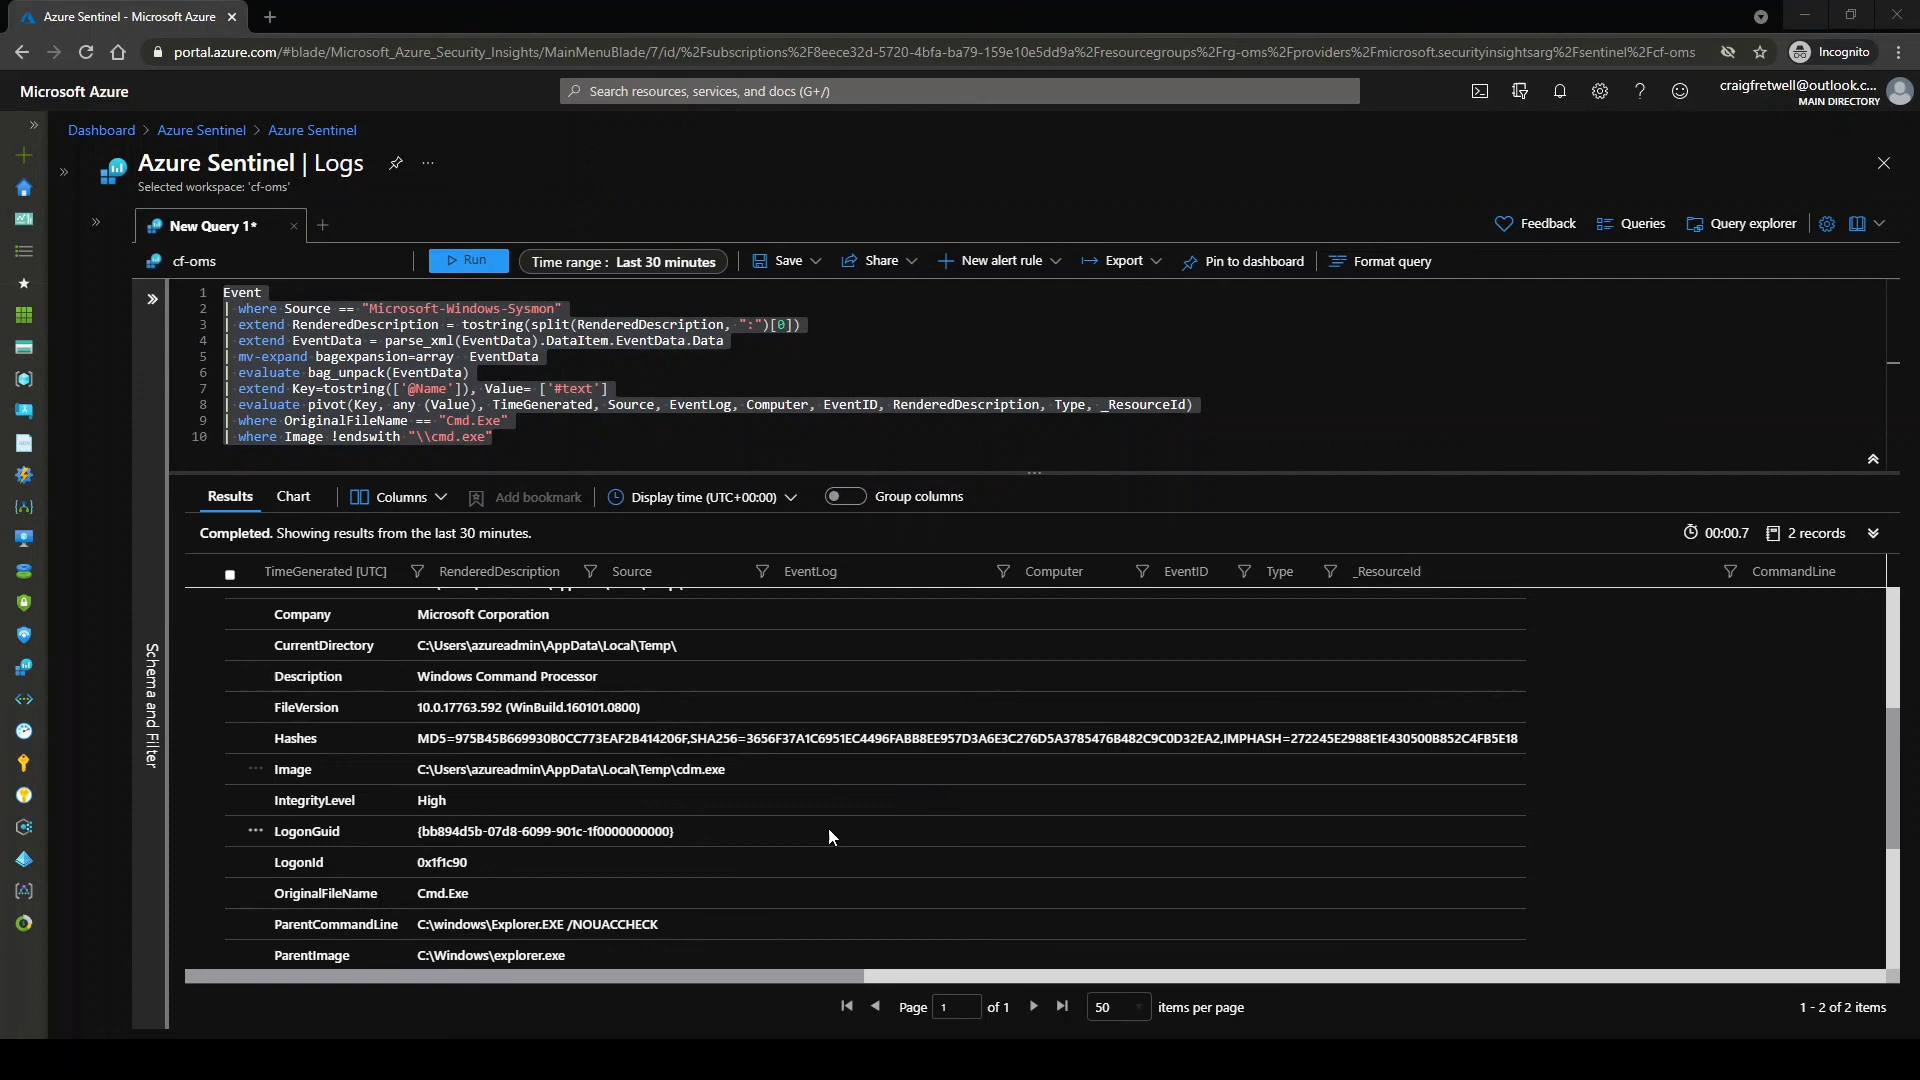 Azure Sentinel - Microsoft Azure
portal.azure.com/#blade/Microsoft_Azure_Security_Insights/MainMenuBlade/7/id/%2Fsubscriptions%2F8eece32d-5720-4bfa-ba79-159e10e5dd9a%2Fresourcegroups%2Frg-oms%2Fproviders%2Fmicrosoft.securityinsightsarg%2Fsentinel%2Fcf-oms
Incognito
Microsoft Azure
Search resources, services, and docs (G+/)
craigfretwell@outlook.c...
MAIN DIRECTORY
Dashboard > Azure Sentinel > Azure Sentinel
Azure Sentinel | Logs
Selected workspace: 'cf-oms'
New Query 1*
Feedback
Queries
Query explorer
cf-oms
Run
Time range : Last 30 minutes
Save
Share
New alert rule
Export
Pin to dashboard
Format query
1 Event
2 | where Source == "Microsoft-Windows-Sysmon"
3 | extend RenderedDescription = tostring(split(RenderedDescription, ":")[0])
4 | extend EventData = parse_xml(EventData).DataItem.EventData.Data
5 | mv-expand bagexpansion=array EventData
6 | evaluate bag_unpack(EventData)
7 | extend Key=tostring(['@Name']), Value= ['#text']
8 | evaluate pivot(Key, any (Value), TimeGenerated, Source, EventLog, Computer, EventID, RenderedDescription, Type, _ResourceId)
9 | where OriginalFileName == "Cmd.Exe"
10 | where Image !endswith "\\cmd.exe"
Schema and Filter
Results
Chart
Columns
Add bookmark
Display time (UTC+00:00)
Group columns
Completed. Showing results from the last 30 minutes.
00:00.7
2 records
TimeGenerated [UTC] RenderedDescription Source EventLog Computer EventID Type _ResourceId CommandLine
Company Microsoft Corporation
CurrentDirectory C:\Users\azureadmin\AppData\Local\Temp\
Description Windows Command Processor
FileVersion 10.0.17763.592 (WinBuild.160101.0800)
Hashes MD5=975B45B669930B0CC773EAF2B414206F,SHA256=3656F37A1C6951EC4496FABB8EE957D3A6E3C276D5A3785476B482C9C0D32EA2,IMPHASH=272245E2988E1E430500B852C4FB5E18
Image C:\Users\azureadmin\AppData\Local\Temp\cdm.exe
IntegrityLevel High
LogonGuid {bb894d5b-07d8-6099-901c-1f0000000000}
LogonId 0x1f1c90
OriginalFileName Cmd.Exe
ParentCommandLine C:\windows\Explorer.EXE /NOUACCHECK
ParentImage C:\Windows\explorer.exe
Page 1 of 1
50 items per page
1 - 2 of 2 items